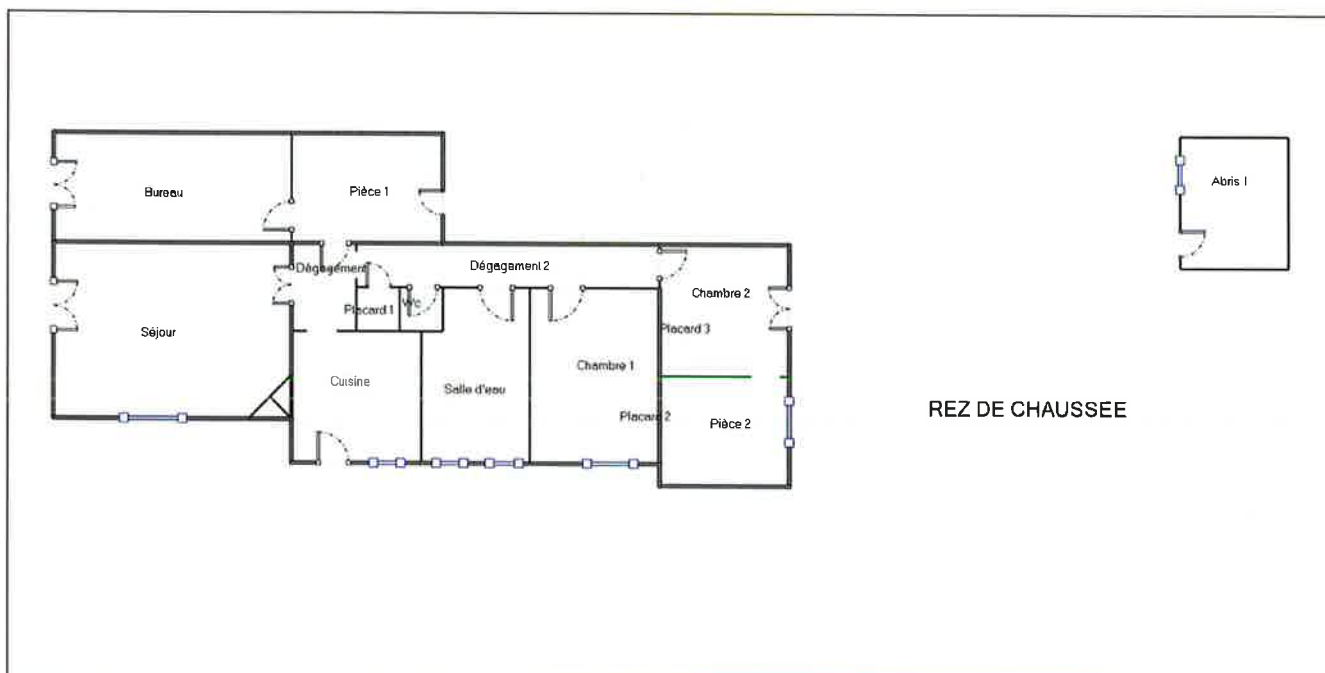 Bureau
Pièce 1
Abris 1
Dégagement
Dégagement 2
Chambre 2
Placard 1
Wc
Placard 3
Séjour
Cuisine
Salle d'eau
Chambre 1
Placard 2
Pièce 2
REZ DE CHAUSSEE